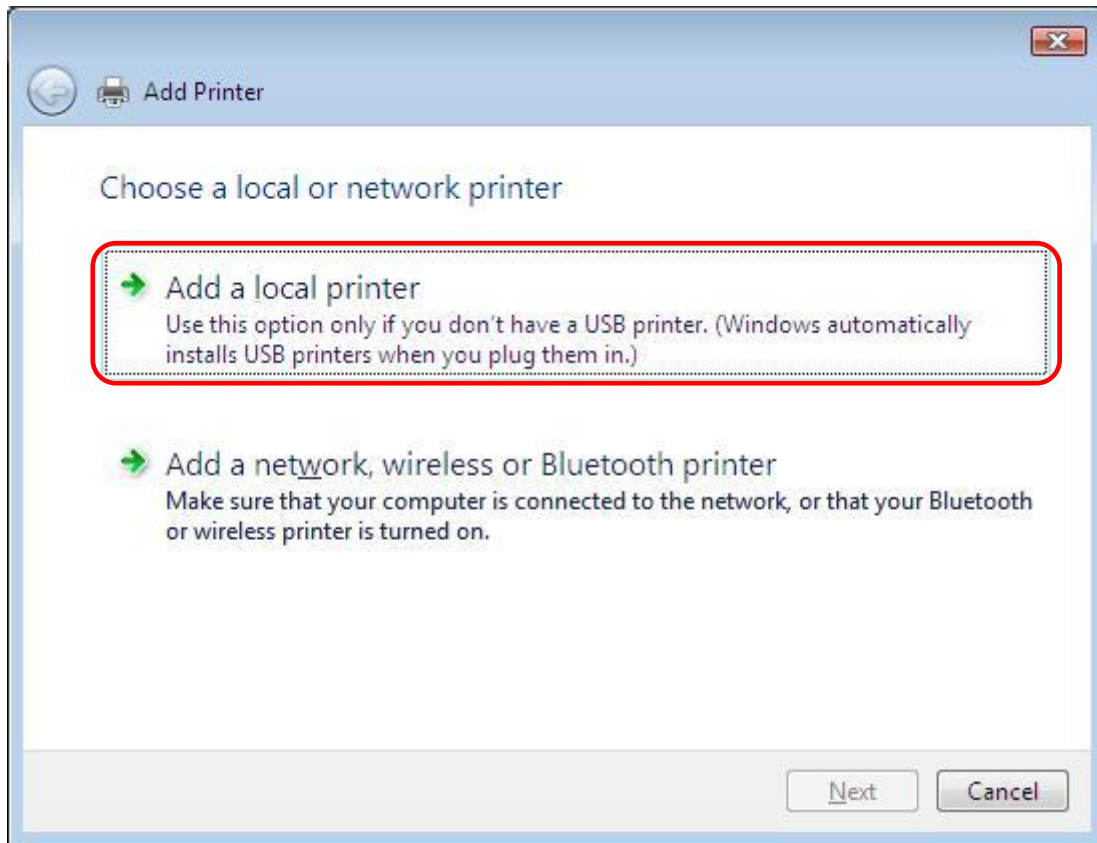 Add Printer
Choose a local or network printer
Add a local printer
Use this option only if you don't have a USB printer. (Windows automatically
installs USB printers when you plug them in.)
Add a network, wireless or Bluetooth printer
Make sure that your computer is connected to the network, or that your Bluetooth
or wireless printer is turned on.
Next
Cancel